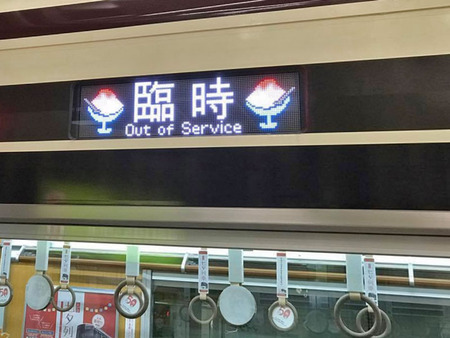 臨時
Out of Service